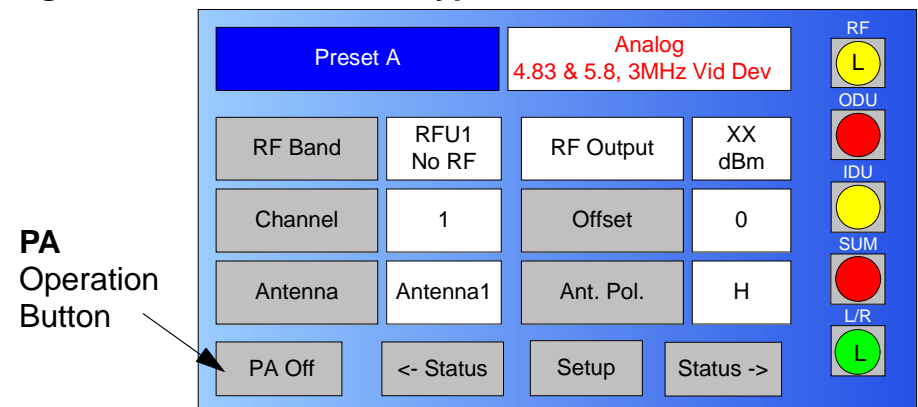 Preset A
Analog
4.83 & 5.8, 3MHz Vid Dev
RF
L
ODU
RF Band
RFU1
No RF
RF Output
XX
dBm
IDU
Channel
1
Offset
0
SUM
PA
Operation
Button
Antenna
Antenna1
Ant. Pol.
H
L/R
L
PA Off
<- Status
Setup
Status ->